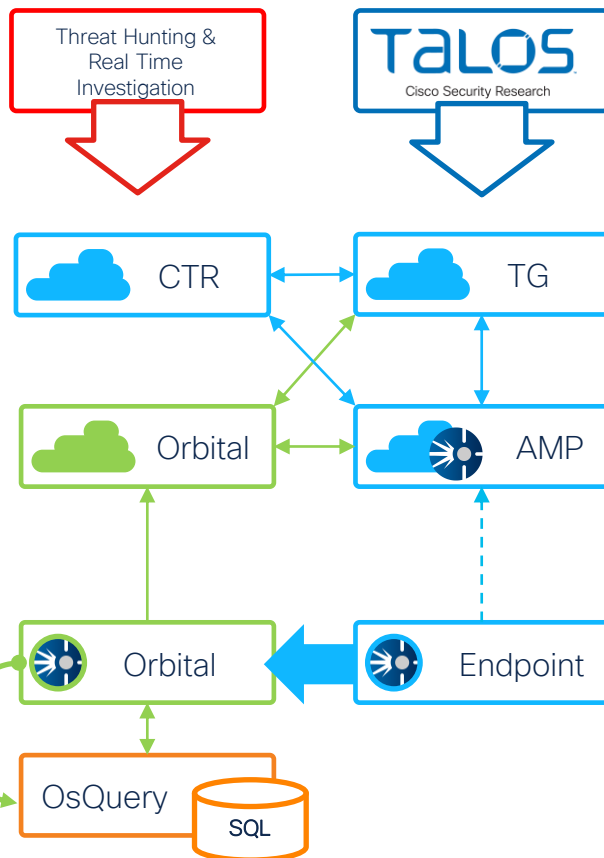 Threat Hunting &
Real Time
Investigation
TaLOS
Cisco Security Research
CTR
TG
Orbital
AMP
Orbital
Endpoint
OsQuery
SQL